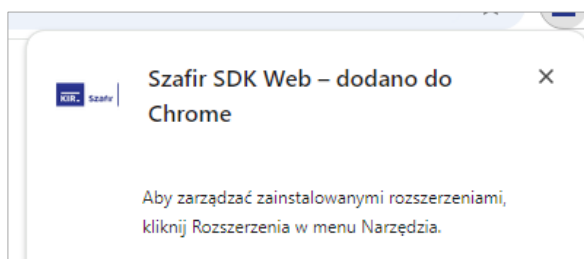 Szafir SDK Web – dodano do
KIR. Szafir
Chrome
Aby zarządzać zainstalowanymi rozszerzeniami,
kliknij Rozszerzenia w menu Narzędzia.